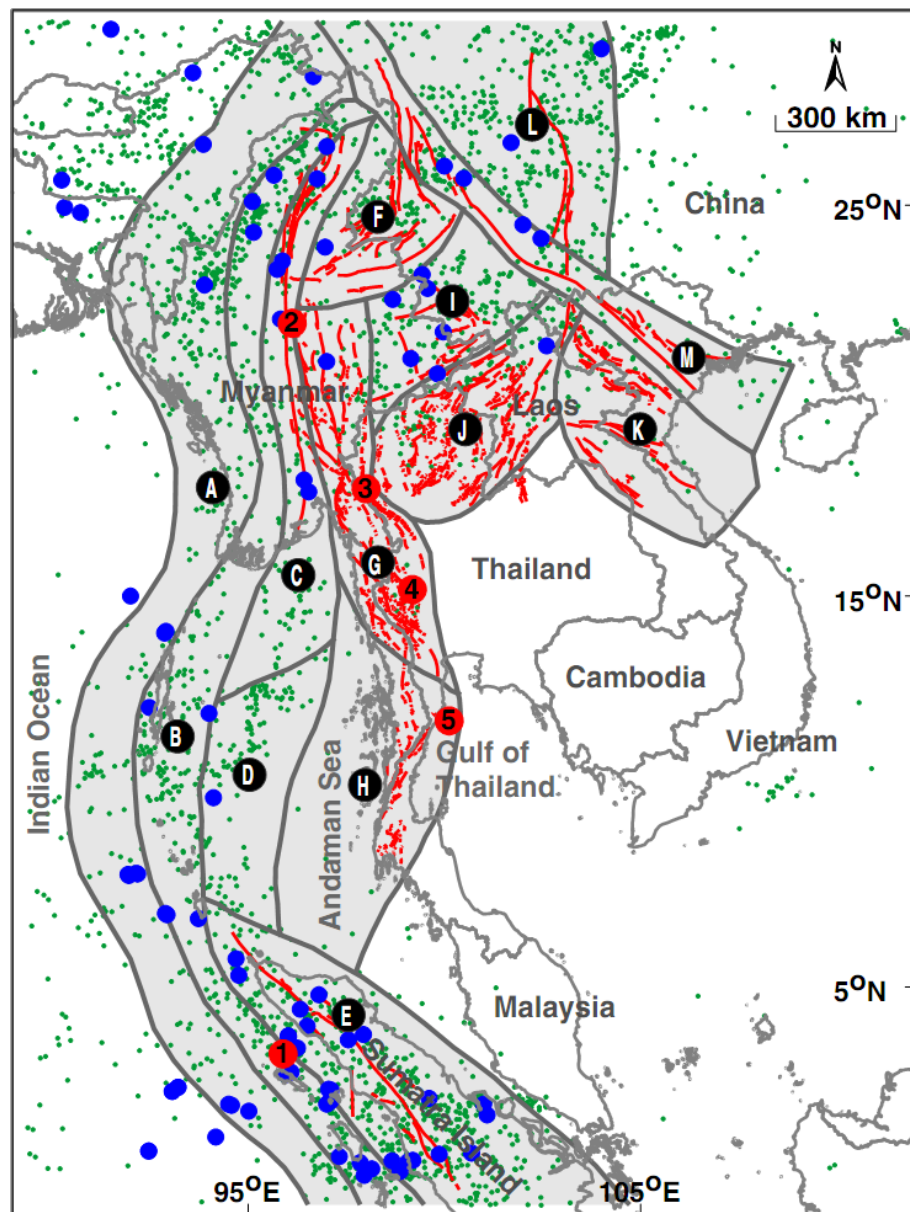 N
300 km
L
China
F
25°N
I
2
M
Myanmar
Laos
J
K
A
3
G
Thailand
C
4
15°N
Cambodia
B
5
Vietnam
D
Gulf of
Thailand
H
Indian Ocean
Andaman Sea
5°N
Malaysia
E
1
Sumatra Island
95°E
105°E